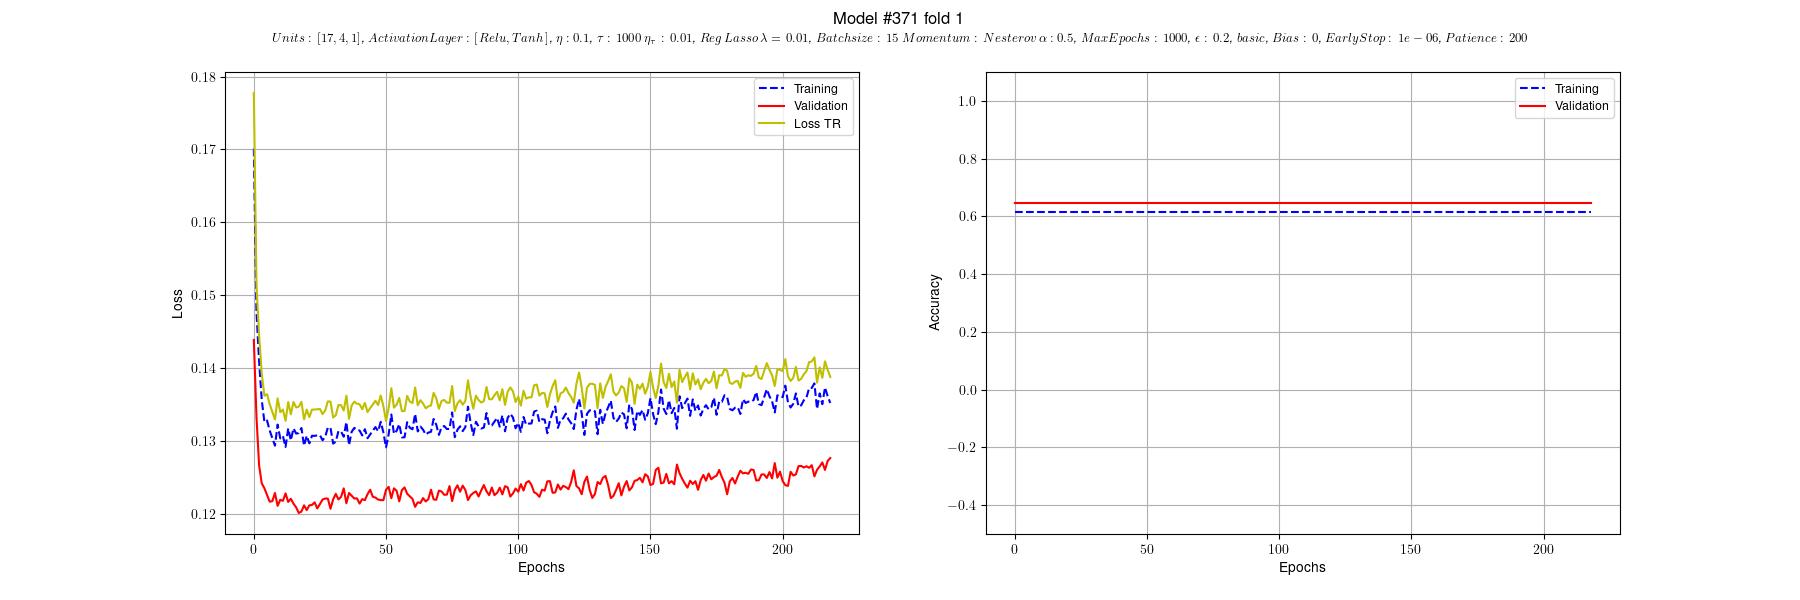 Model #371 fold 1
Units : [17, 4, 1], ActivationLayer : [Relu, Tanh], η : 0.1, τ : 1000 ητ : 0.01, Reg Lasso λ = 0.01, Batchsize : 15 Momentum : Nesterov α : 0.5, MaxEpochs : 1000, ϵ : 0.2, basic, Bias : 0, EarlyStop : 1e − 06, Patience : 200
0.18
0.17
0.16
0.15
0.14
0.13
0.12
Loss
0
50
100
150
200
Epochs
Training
Validation
Loss TR
1.0
0.8
0.6
0.4
0.2
0.0
−0.2
−0.4
Accuracy
0
50
100
150
200
Epochs
Training
Validation